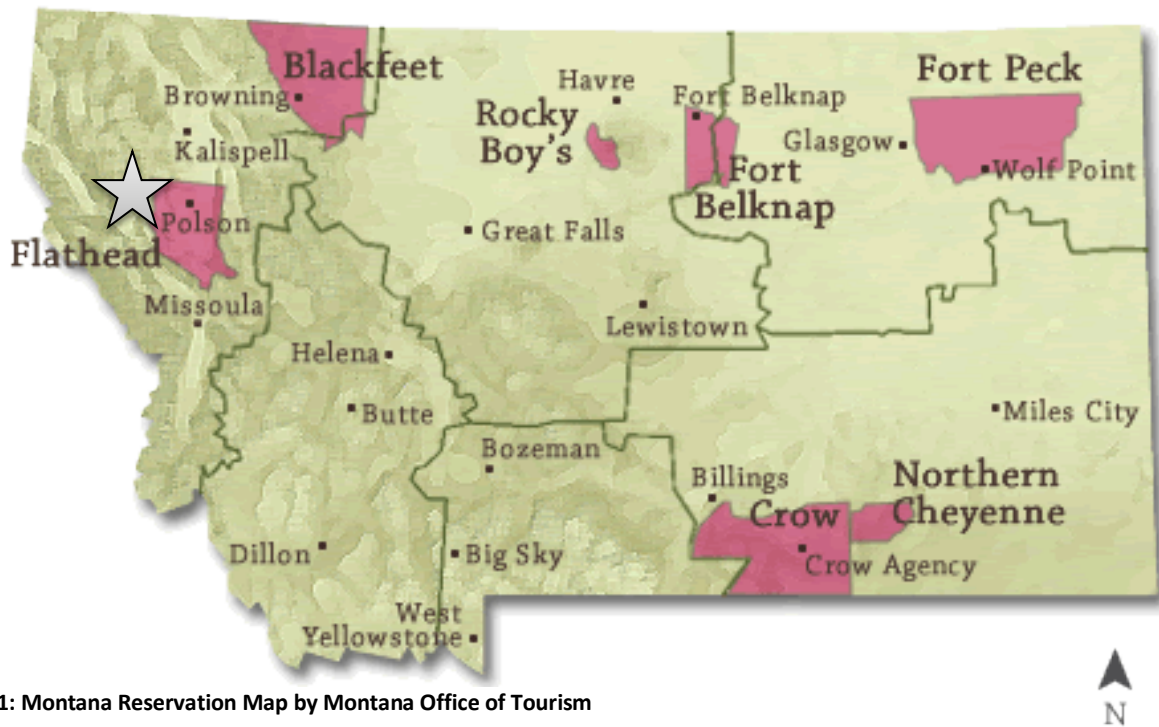 Blackfeet
Fort Peck
Havre
Browning
Fort Belknap
Rocky
Boy's
Glasgow
Kalispell
Wolf Point
Fort
Belknap
Polson
Great Falls
Flathead
Missoula
Lewistown
Helena
Butte
Miles City
Bozeman
Billings
Northern
Cheyenne
Crow
Dillon
Big Sky
Crow Agency
West
Yellowstone
1: Montana Reservation Map by Montana Office of Tourism
N